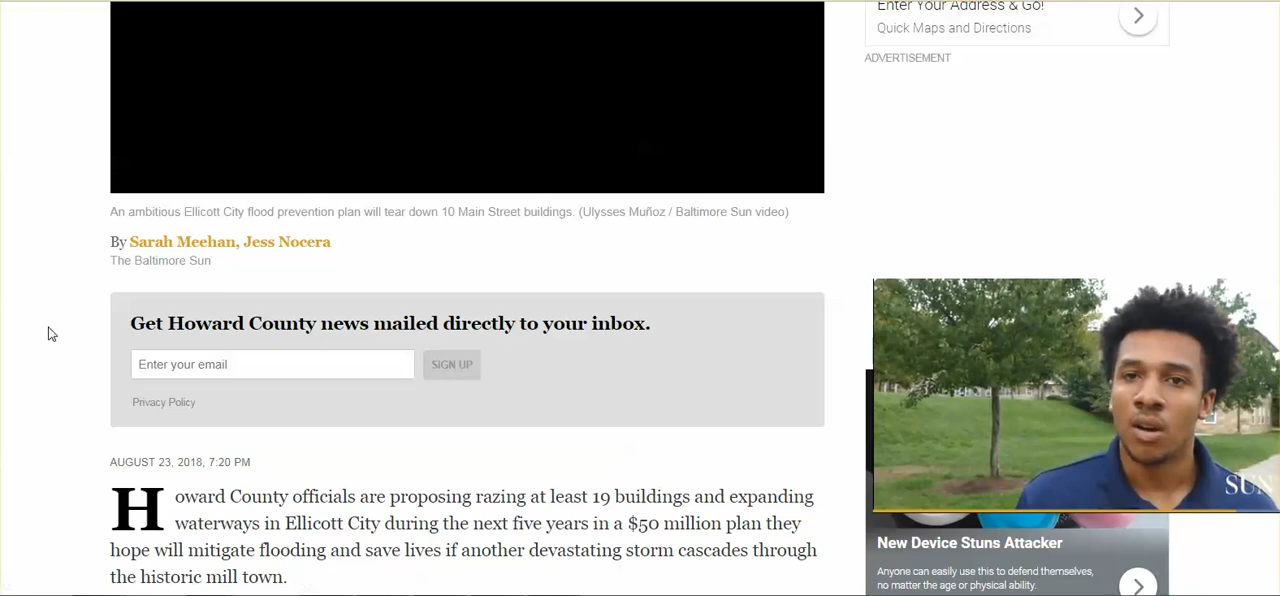 Enter Your Address & Go!
Quick Maps and Directions
ADVERTISEMENT
An ambitious Ellicott City flood prevention plan will tear down 10 Main Street buildings. (Ulysses Muñoz / Baltimore Sun video)
By Sarah Meehan, Jess Nocera
The Baltimore Sun
Get Howard County news mailed directly to your inbox.
Enter your email
SIGN UP
Privacy Policy
AUGUST 23, 2018, 7:20 PM
Howard County officials are proposing razing at least 19 buildings and expanding
waterways in Ellicott City during the next five years in a $50 million plan they
hope will mitigate flooding and save lives if another devastating storm cascades through
the historic mill town.
SUN
New Device Stuns Attacker
Anyone can easily use this to defend themselves,
no matter the age or physical ability.